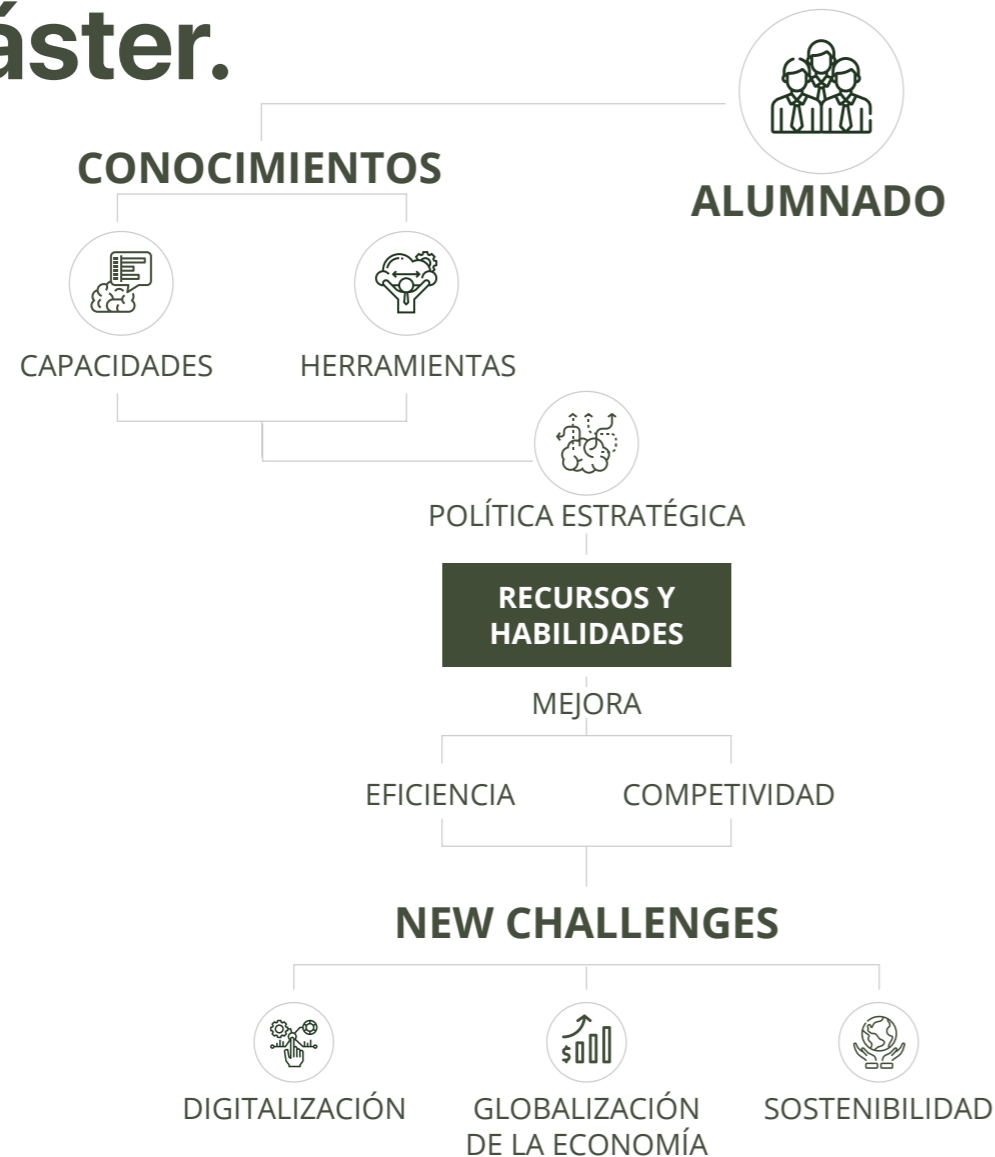 áster.
ALUMNADO
CONOCIMIENTOS
CAPACIDADES
HERRAMIENTAS
POLÍTICA ESTRATÉGICA
RECURSOS Y
HABILIDADES
MEJORA
EFICIENCIA
COMPETIVIDAD
NEW CHALLENGES
$
DIGITALIZACIÓN
GLOBALIZACIÓN
DE LA ECONOMÍA
SOSTENIBILIDAD